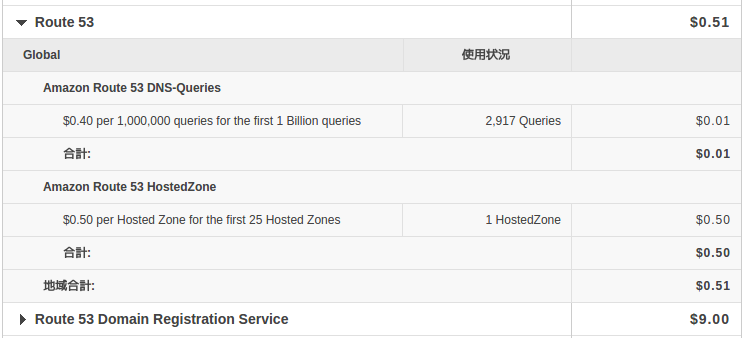 Route 53 $0.51
Global 使用状況
Amazon Route 53 DNS-Queries
$0.40 per 1,000,000 queries for the first 1 Billion queries 2,917 Queries $0.01
合計: $0.01
Amazon Route 53 HostedZone
$0.50 per Hosted Zone for the first 25 Hosted Zones 1 HostedZone $0.50
合計: $0.50
地域合計: $0.51
Route 53 Domain Registration Service $9.00